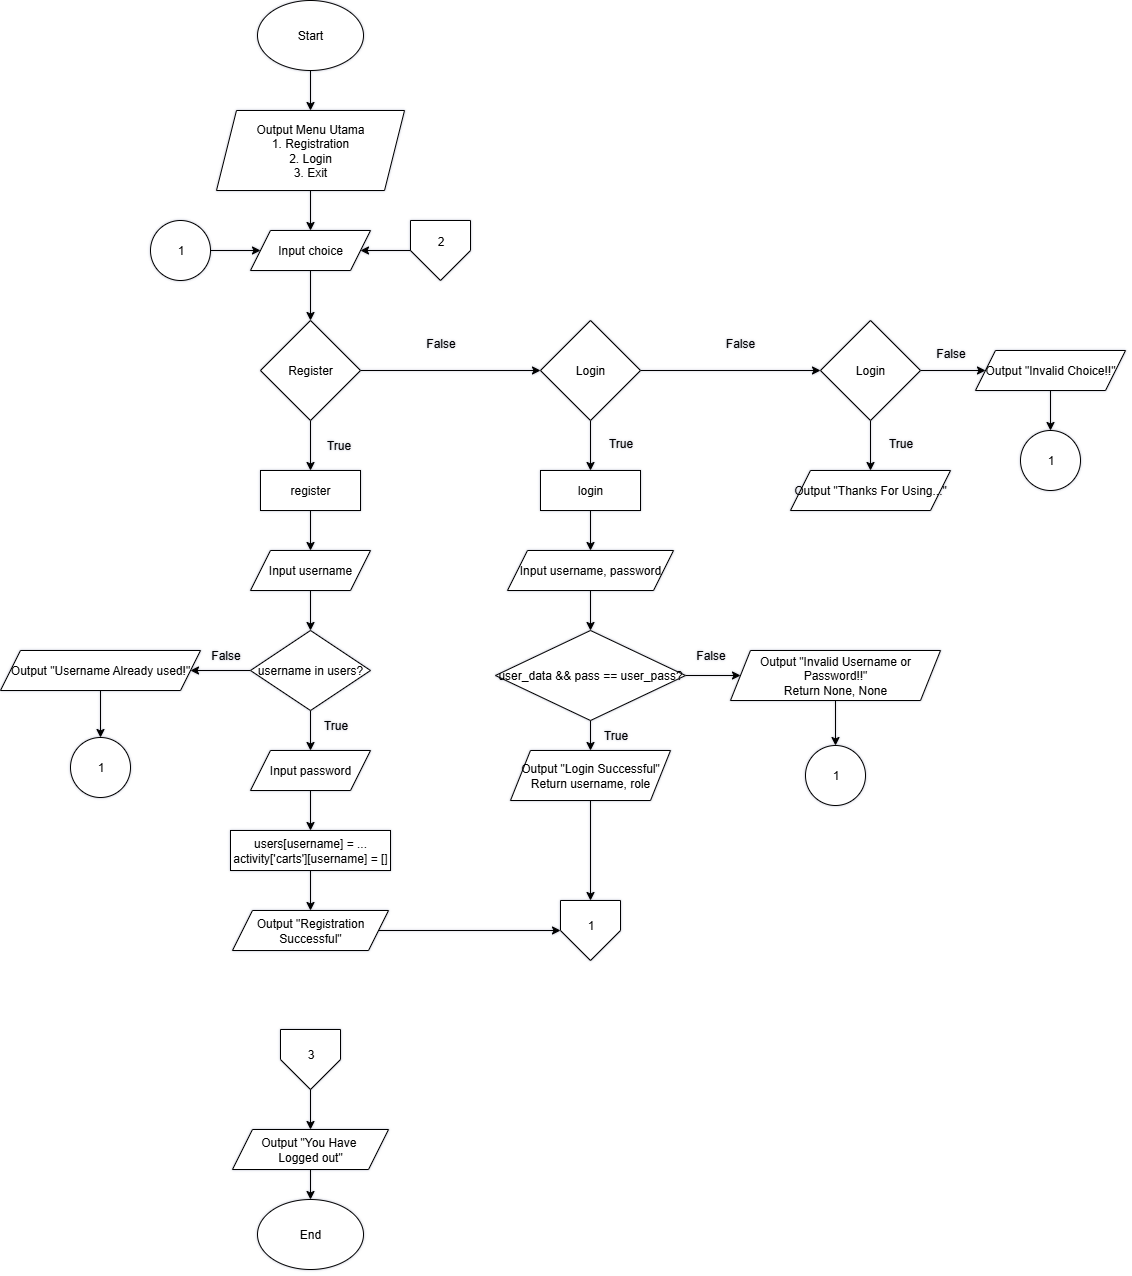 Start
Output Menu Utama
1. Registration
2. Login
3. Exit
1
Input choice
2
Register
False
Login
False
Login
False
Output "Invalid Choice!!"
True
True
True
1
register
login
Output "Thanks For Using..."
Input username
Input username, password
Output "Username Already used!"
False
username in users?
user_data && pass == user_pass?
False
Output "Invalid Username or
Password!!"
Return None, None
True
True
1
Input password
Output "Login Successful"
Return username, role
1
users[username] = ...
activity['carts'][username] = []
Output "Registration
Successful"
1
3
Output "You Have
Logged out"
End